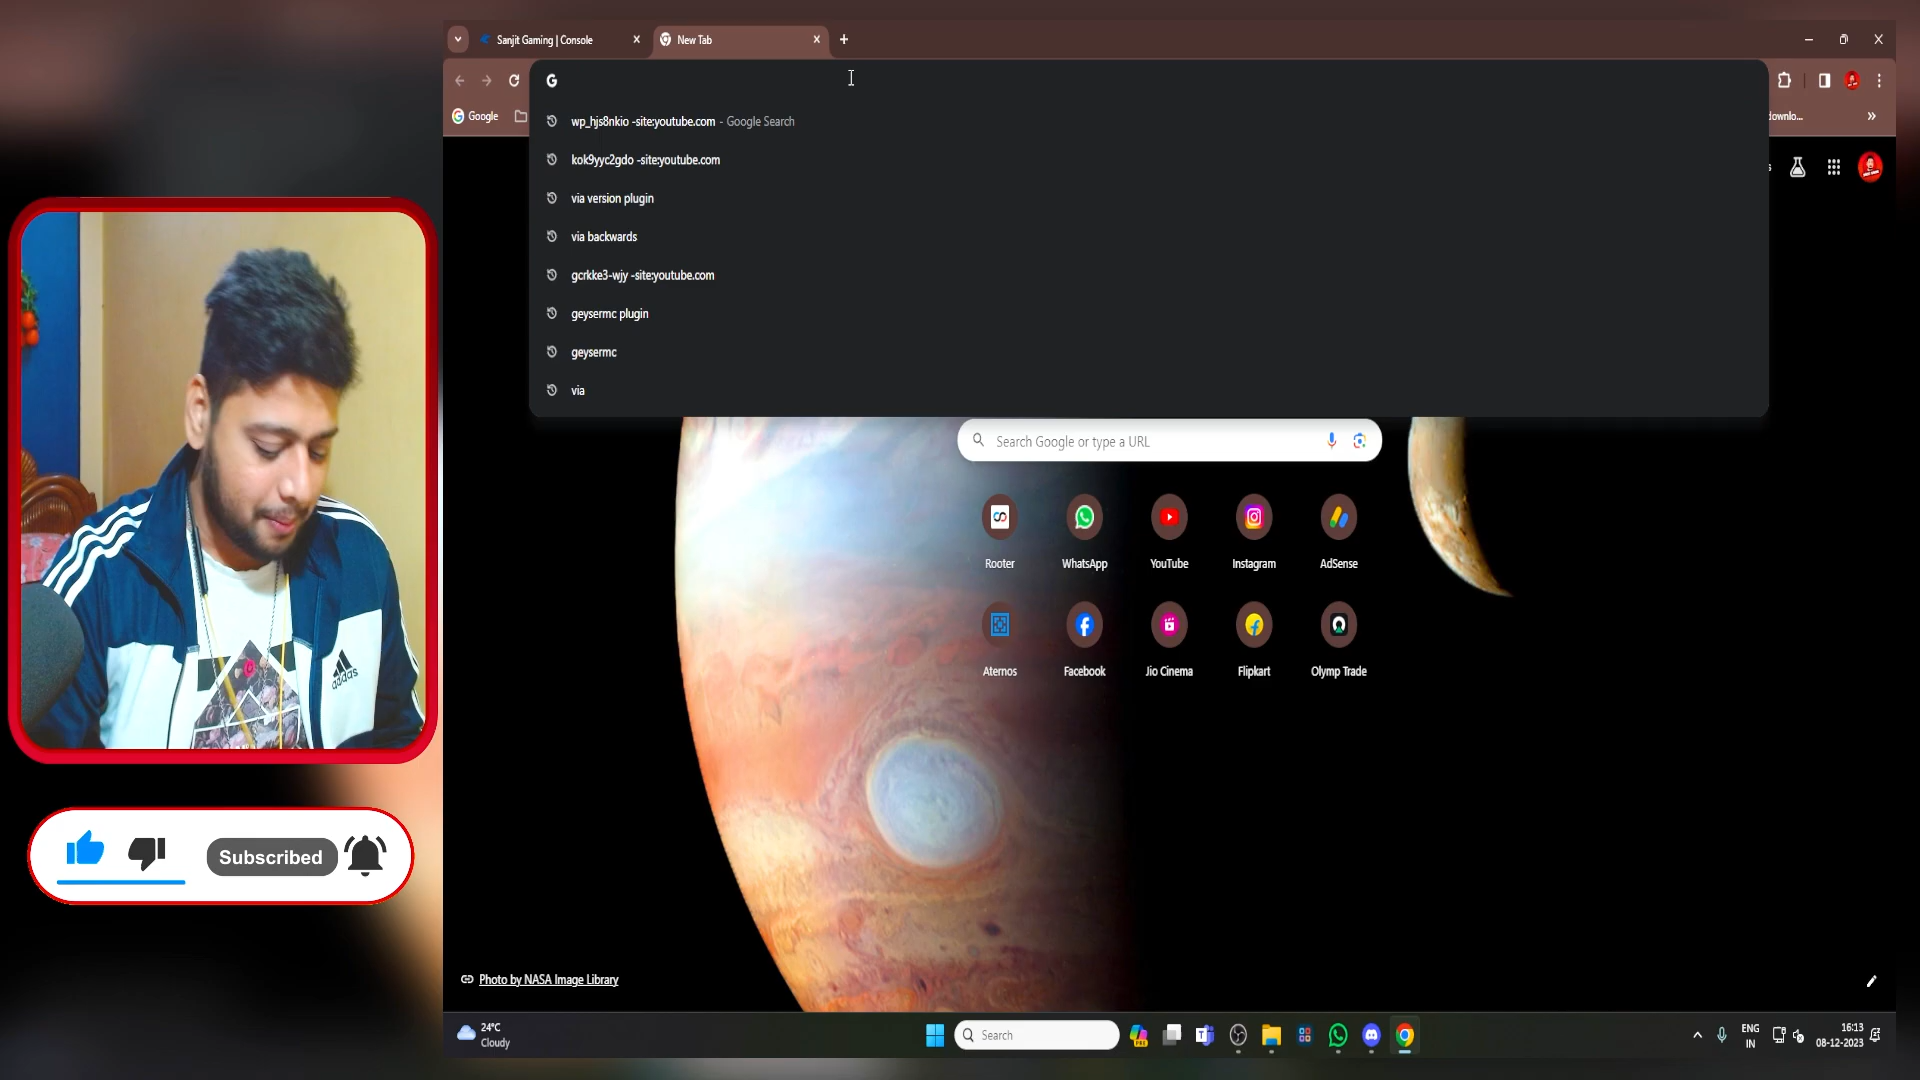 Sanjit Gaming | Console
New Tab
Google
wp_hjs8nkio -site:youtube.com - Google Search
kok9yyc2gdo -site:youtube.com
via version plugin
via backwards
gcrkke3-wjy -site:youtube.com
geysermc plugin
geysermc
via
Search Google or type a URL
Rooter
WhatsApp
YouTube
Instagram
AdSense
Aternos
Facebook
Jio Cinema
Flipkart
Olymp Trade
adidas
Subscribed
Photo by NASA Image Library
24°C
Cloudy
Search
ENG
IN
16:13
08-12-2023